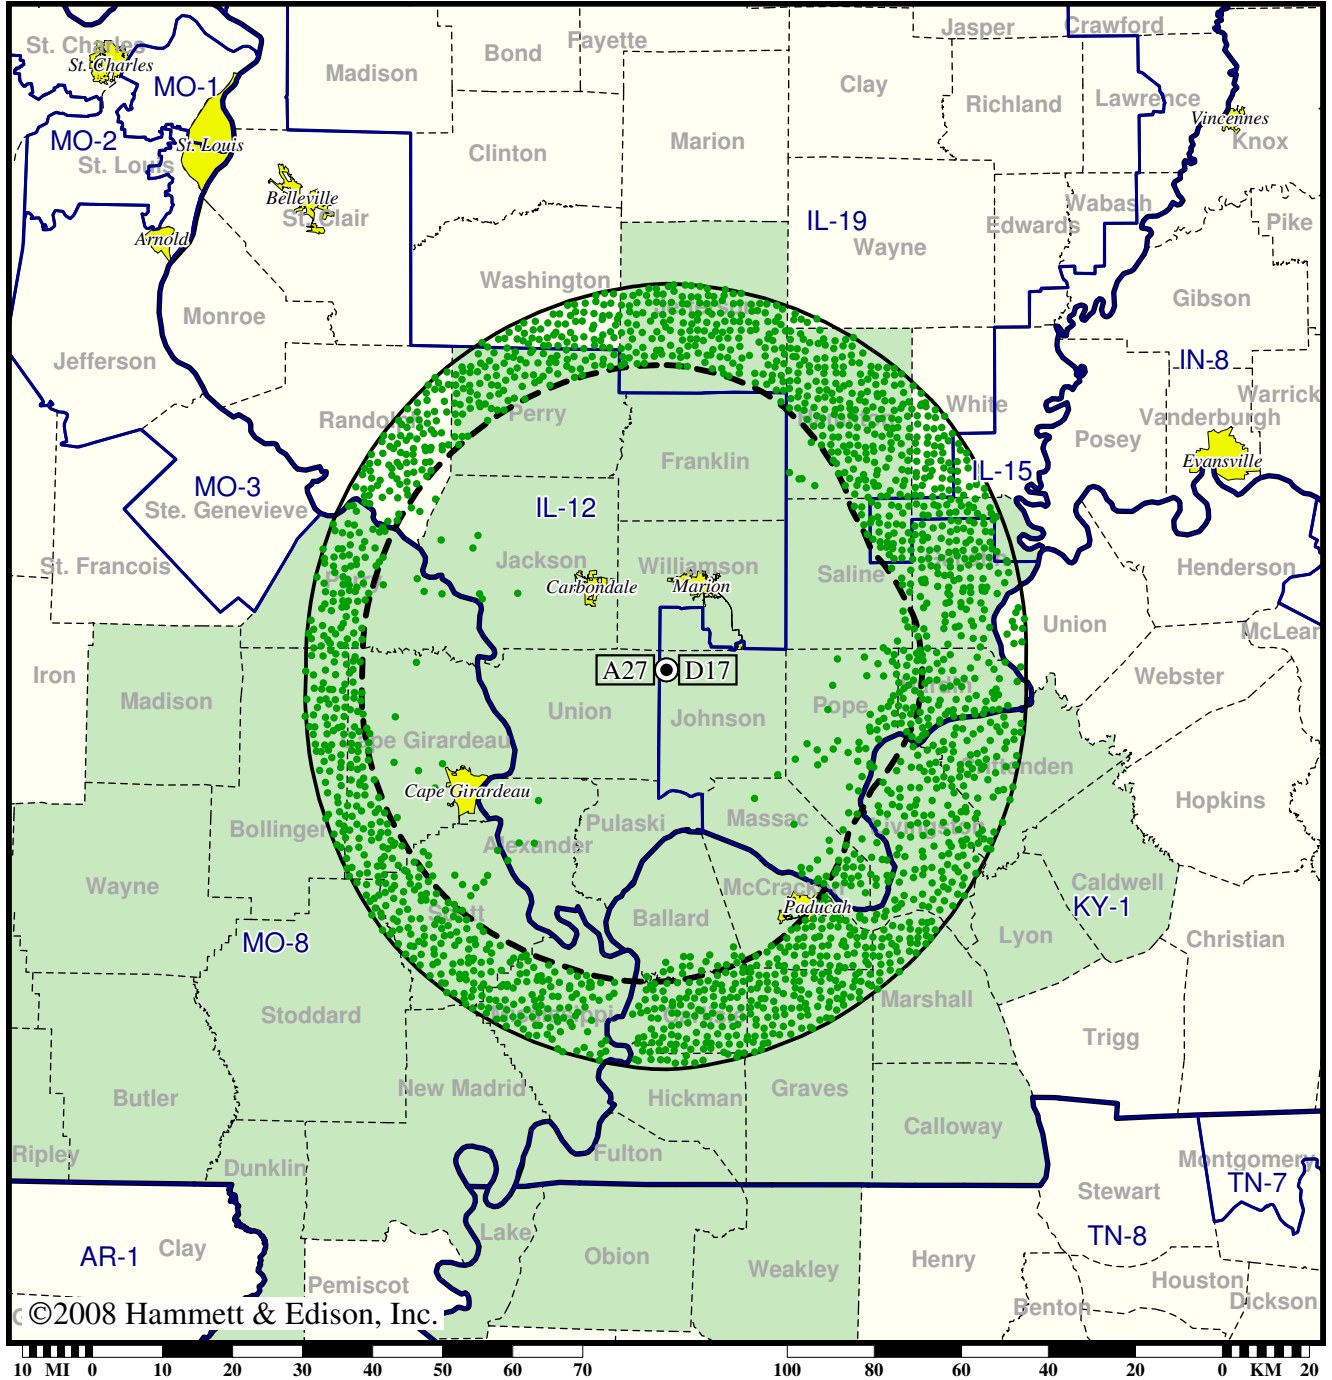 Jasper
Crawford
St. Charles
Fayette
Bond
St. Charles
Madison
Clay
MO-1
Richland
Lawrence
Vincennes
MO-2
St. Louis
Marion
Knox
St. Louis
Clinton
Belleville
Wabash
St. Clair
IL-19
Edwards
Pike
Arnold
Wayne
Washington
Gibson
Monroe
Jefferson
IN-8
Warrick
Randolph
Perry
White
Vanderburgh
Posey
Franklin
Evansville
IL-15
MO-3
Ste. Genevieve
IL-12
St. Francois
Jackson
Williamson
Saline
Henderson
Perry
Carbondale
Marion
Union
McLean
Iron
A27
D17
Webster
Madison
Hardin
Union
Johnson
Pope
Cape Girardeau
Crittenden
Cape Girardeau
Hopkins
Bollinger
Pulaski
Massac
Livingston
Alexander
Wayne
McCracken
Caldwell
Paducah
KY-1
Scott
Ballard
MO-8
Lyon
Christian
Marshall
Stoddard
Mississippi
Carlisle
Trigg
New Madrid
Hickman
Graves
Butler
Calloway
Ripley
Dunklin
Fulton
Montgomery
TN-7
Stewart
Lake
TN-8
AR-1
Clay
Obion
Weakley
Henry
Houston
Pemiscot
Benton
Dickson
©2008 Hammett & Edison, Inc.
10 MI 0 10 20 30 40 50 60 70 100 80 60 40 20 0 KM 20